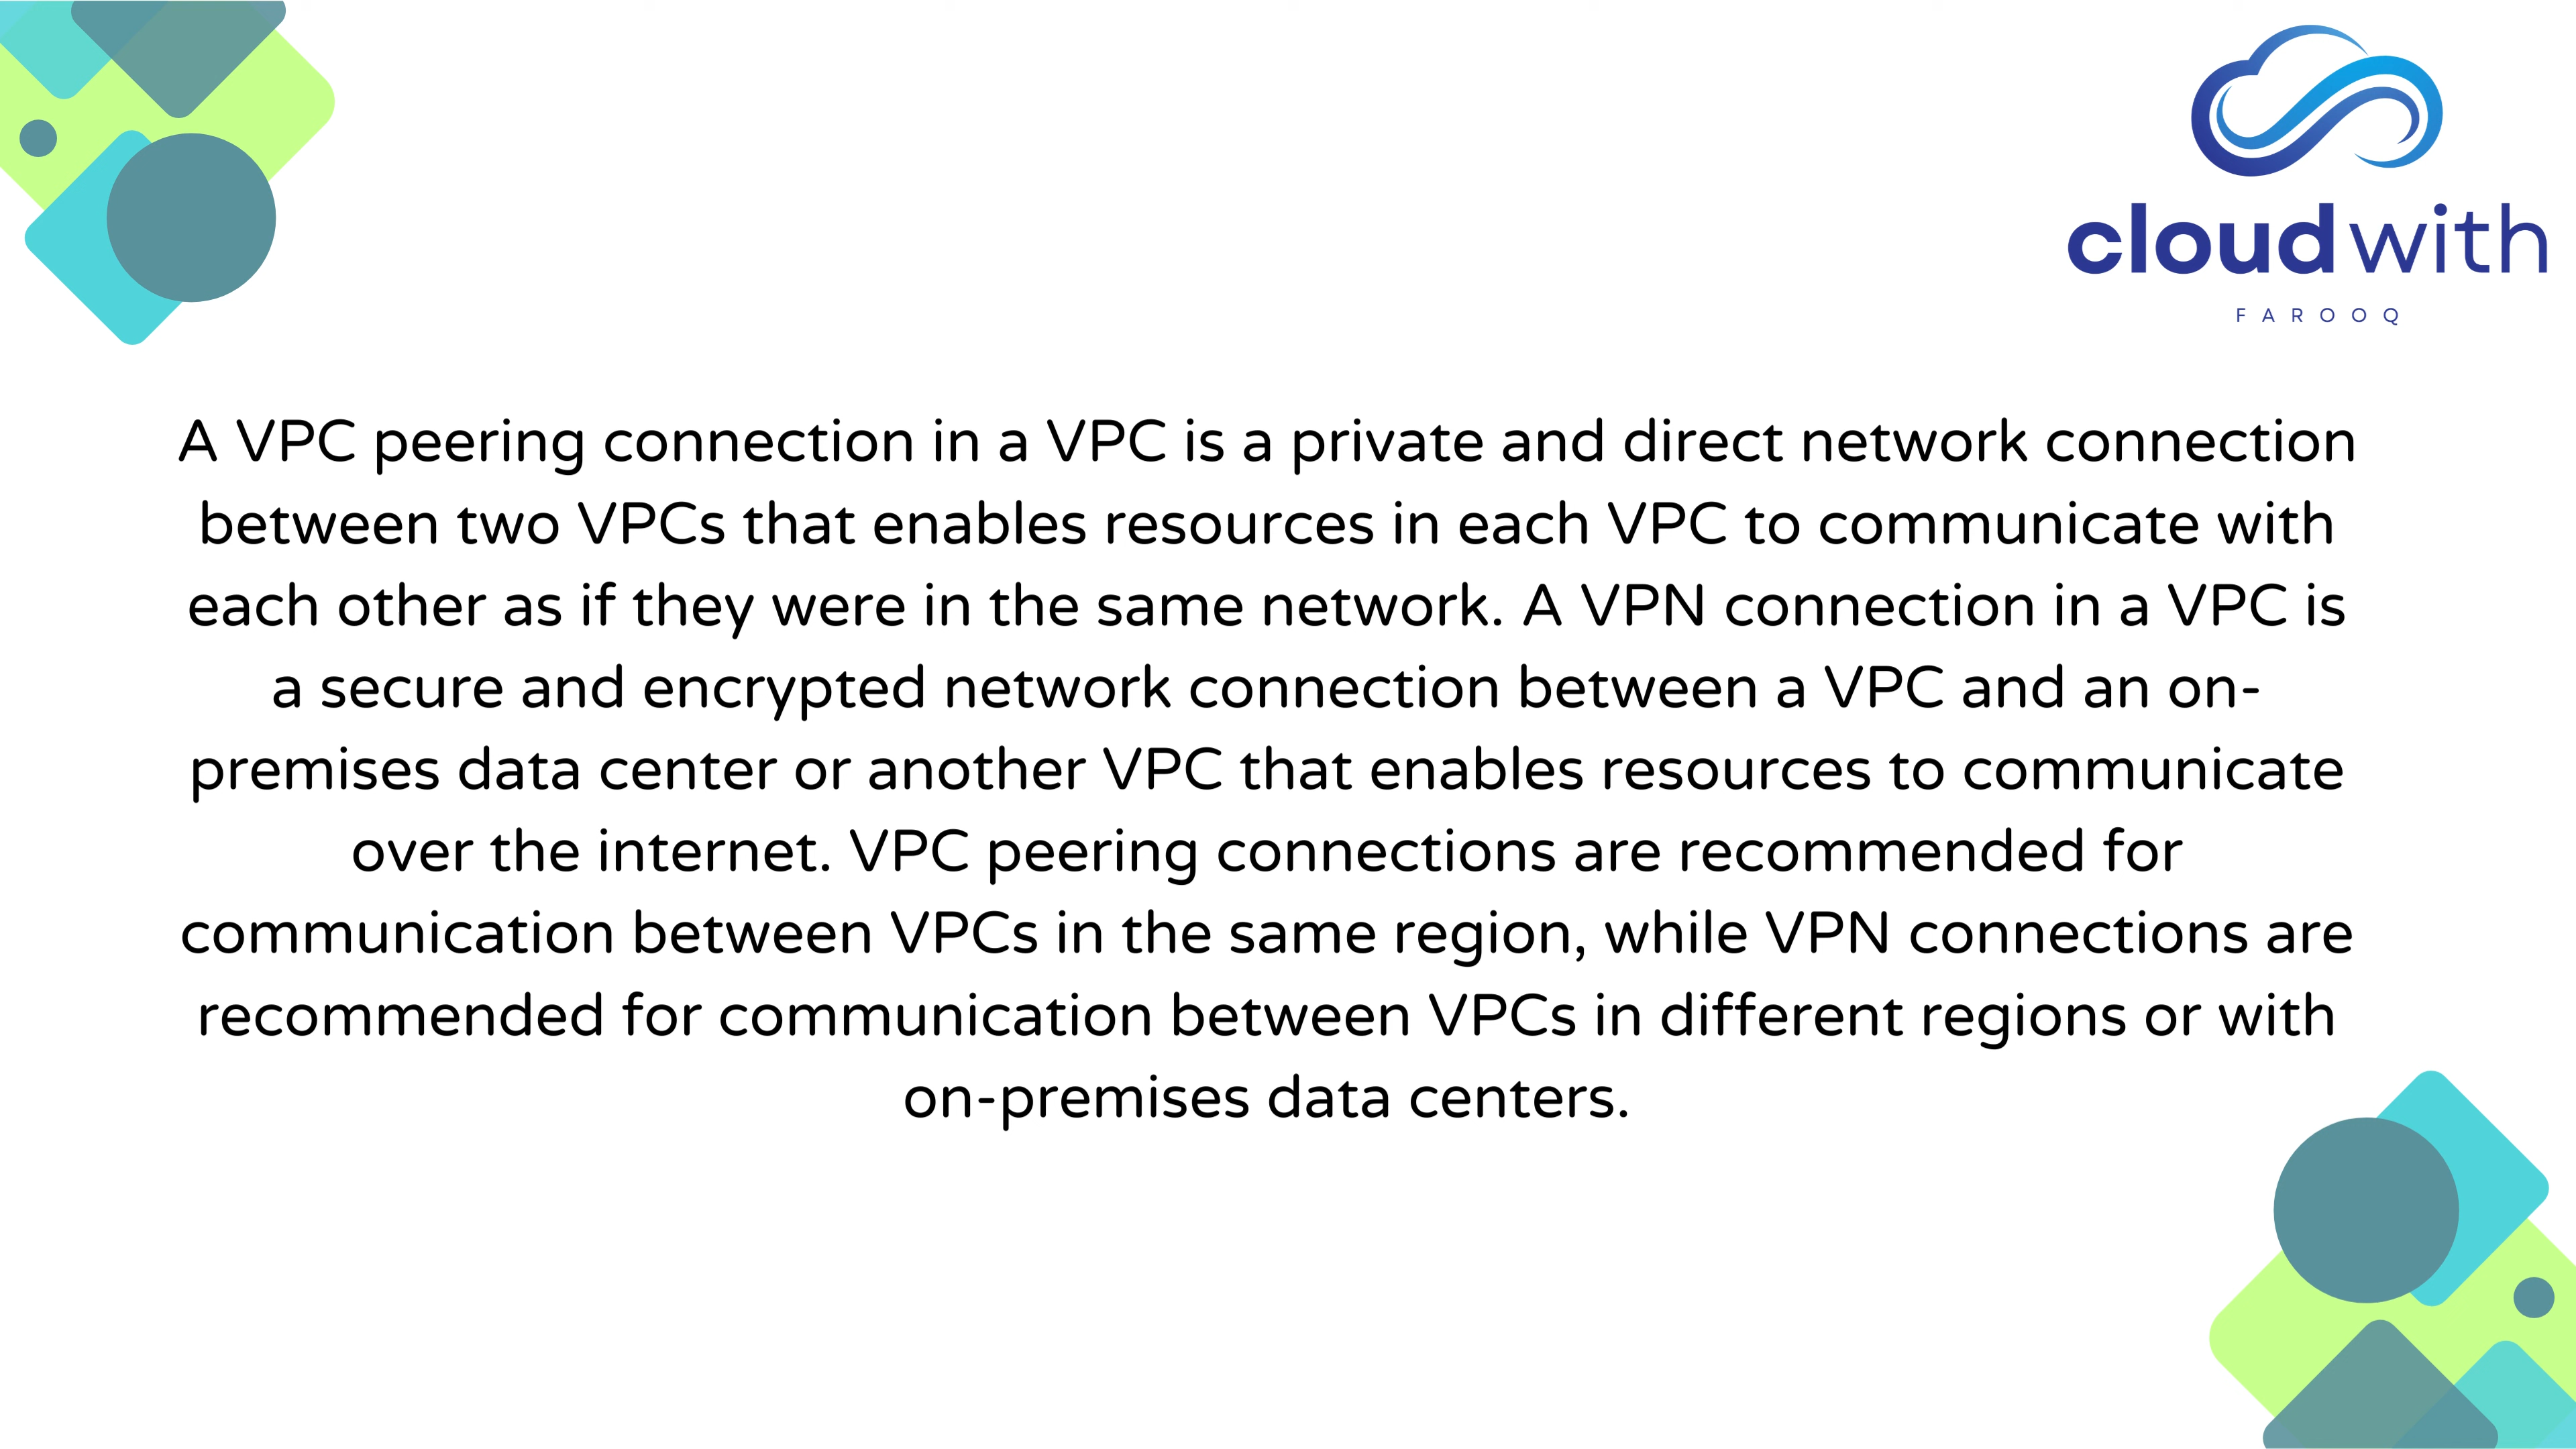 cloud with
FAROOQ
A VPC peering connection in a VPC is a private and direct network connection
between two VPCs that enables resources in each VPC to communicate with
each other as if they were in the same network. A VPN connection in a VPC is
a secure and encrypted network connection between a VPC and an on-
premises data center or another VPC that enables resources to communicate
over the internet. VPC peering connections are recommended for
communication between VPCs in the same region, while VPN connections are
recommended for communication between VPCs in different regions or with
on-premises data centers.